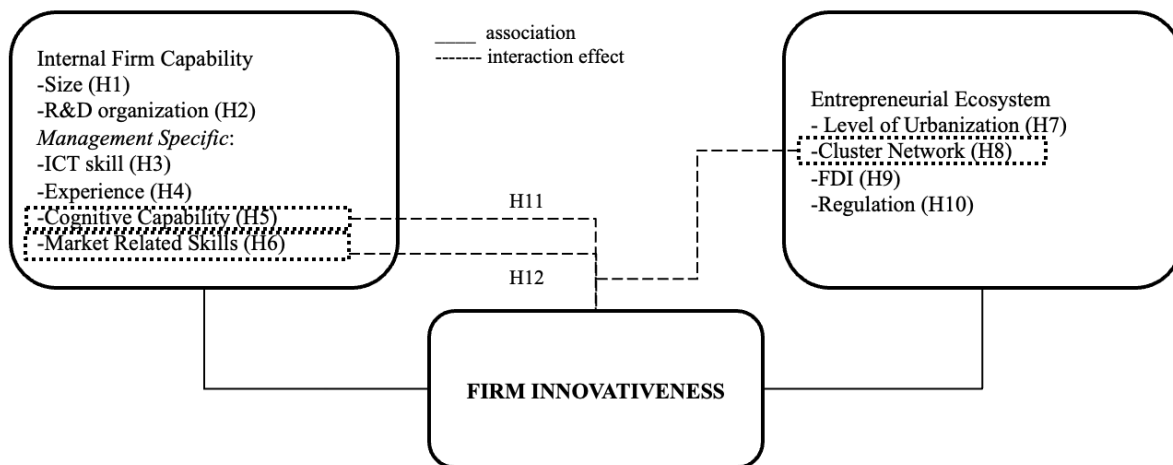 Internal Firm Capability
-Size (H1)
-R&D organization (H2)
Management Specific:
-ICT skill (H3)
-Experience (H4)
-Cognitive Capability (H5)
-Market Related Skills (H6)
____ association
------- interaction effect
H11
H12
Entrepreneurial Ecosystem
- Level of Urbanization (H7)
-Cluster Network (H8)
-FDI (H9)
-Regulation (H10)
FIRM INNOVATIVENESS